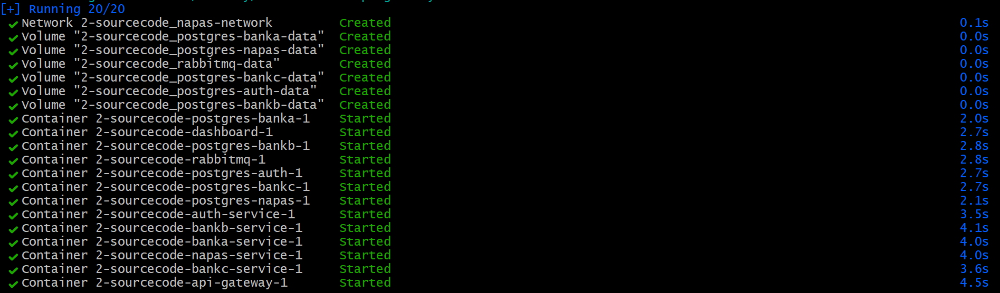 [+] Running 20/20
✔ Network 2-sourcecode_napas-network Created 0.1s
✔ Volume "2-sourcecode_postgres-banka-data" Created 0.0s
✔ Volume "2-sourcecode_postgres-napas-data" Created 0.0s
✔ Volume "2-sourcecode_rabbitmq-data" Created 0.0s
✔ Volume "2-sourcecode_postgres-bankc-data" Created 0.0s
✔ Volume "2-sourcecode_postgres-auth-data" Created 0.0s
✔ Volume "2-sourcecode_postgres-bankb-data" Created 0.0s
✔ Container 2-sourcecode-postgres-banka-1 Started 2.0s
✔ Container 2-sourcecode-dashboard-1 Started 2.7s
✔ Container 2-sourcecode-postgres-bankb-1 Started 2.8s
✔ Container 2-sourcecode-rabbitmq-1 Started 2.8s
✔ Container 2-sourcecode-postgres-auth-1 Started 2.7s
✔ Container 2-sourcecode-postgres-bankc-1 Started 2.7s
✔ Container 2-sourcecode-postgres-napas-1 Started 2.1s
✔ Container 2-sourcecode-auth-service-1 Started 3.5s
✔ Container 2-sourcecode-bankb-service-1 Started 4.1s
✔ Container 2-sourcecode-banka-service-1 Started 4.0s
✔ Container 2-sourcecode-napas-service-1 Started 4.0s
✔ Container 2-sourcecode-bankc-service-1 Started 3.6s
✔ Container 2-sourcecode-api-gateway-1 Started 4.5s